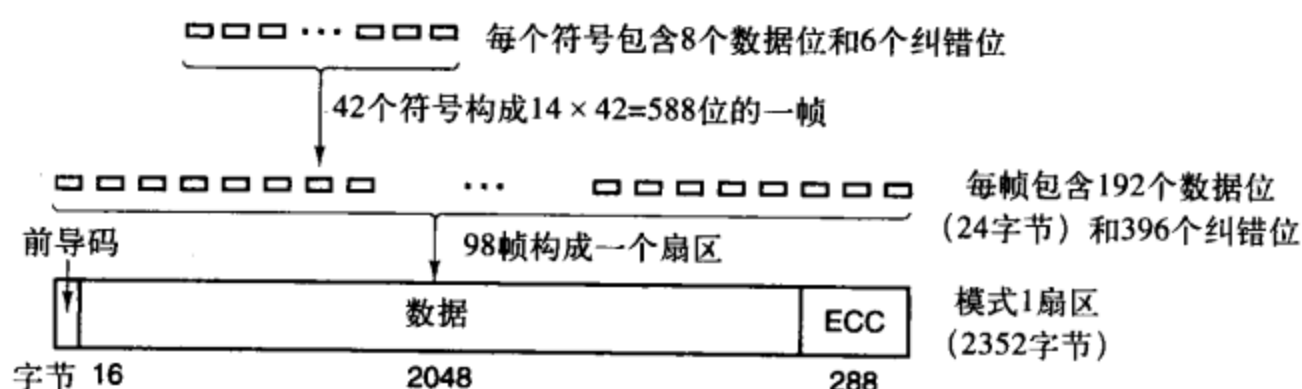 每个符号包含8个数据位和6个纠错位
42个符号构成14 × 42=588位的一帧
每帧包含192个数据位
(24字节) 和396个纠错位
前导码
98帧构成一个扇区
数据
ECC
模式1扇区
(2352字节)
字节 16 2048 288